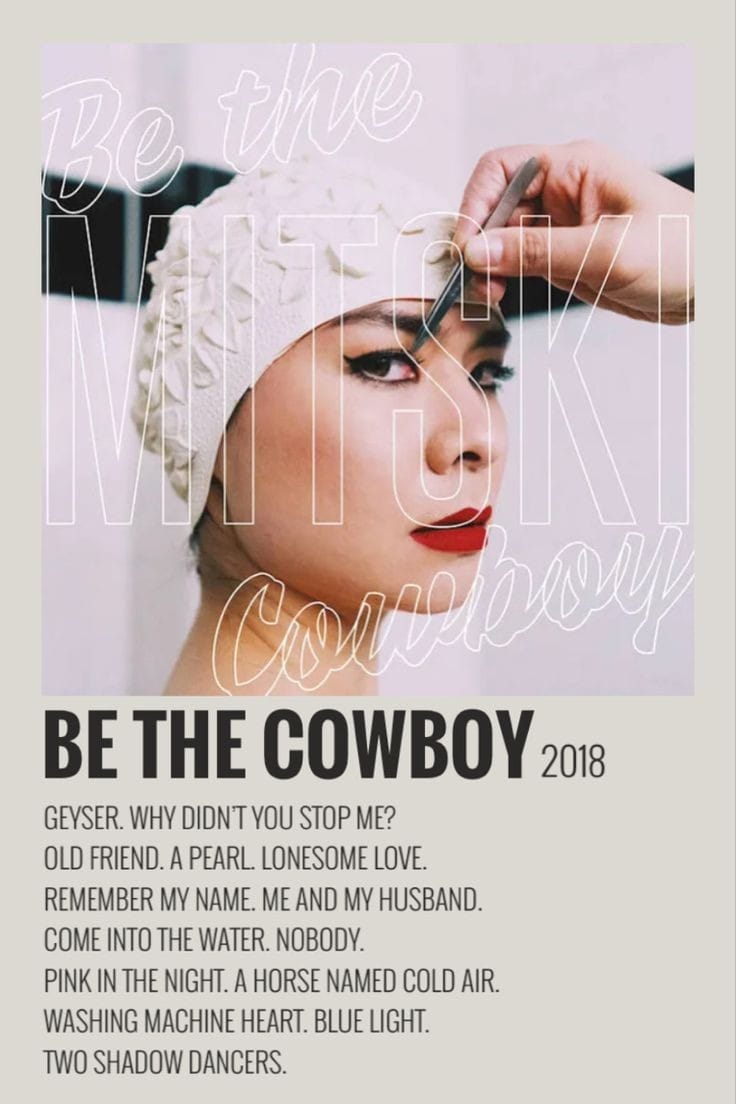 Be the
MITSKI
Cowboy
BE THE COWBOY 2018
GEYSER. WHY DIDN'T YOU STOP ME?
OLD FRIEND. A PEARL. LONESOME LOVE.
REMEMBER MY NAME. ME AND MY HUSBAND.
COME INTO THE WATER. NOBODY.
PINK IN THE NIGHT. A HORSE NAMED COLD AIR.
WASHING MACHINE HEART. BLUE LIGHT.
TWO SHADOW DANCERS.